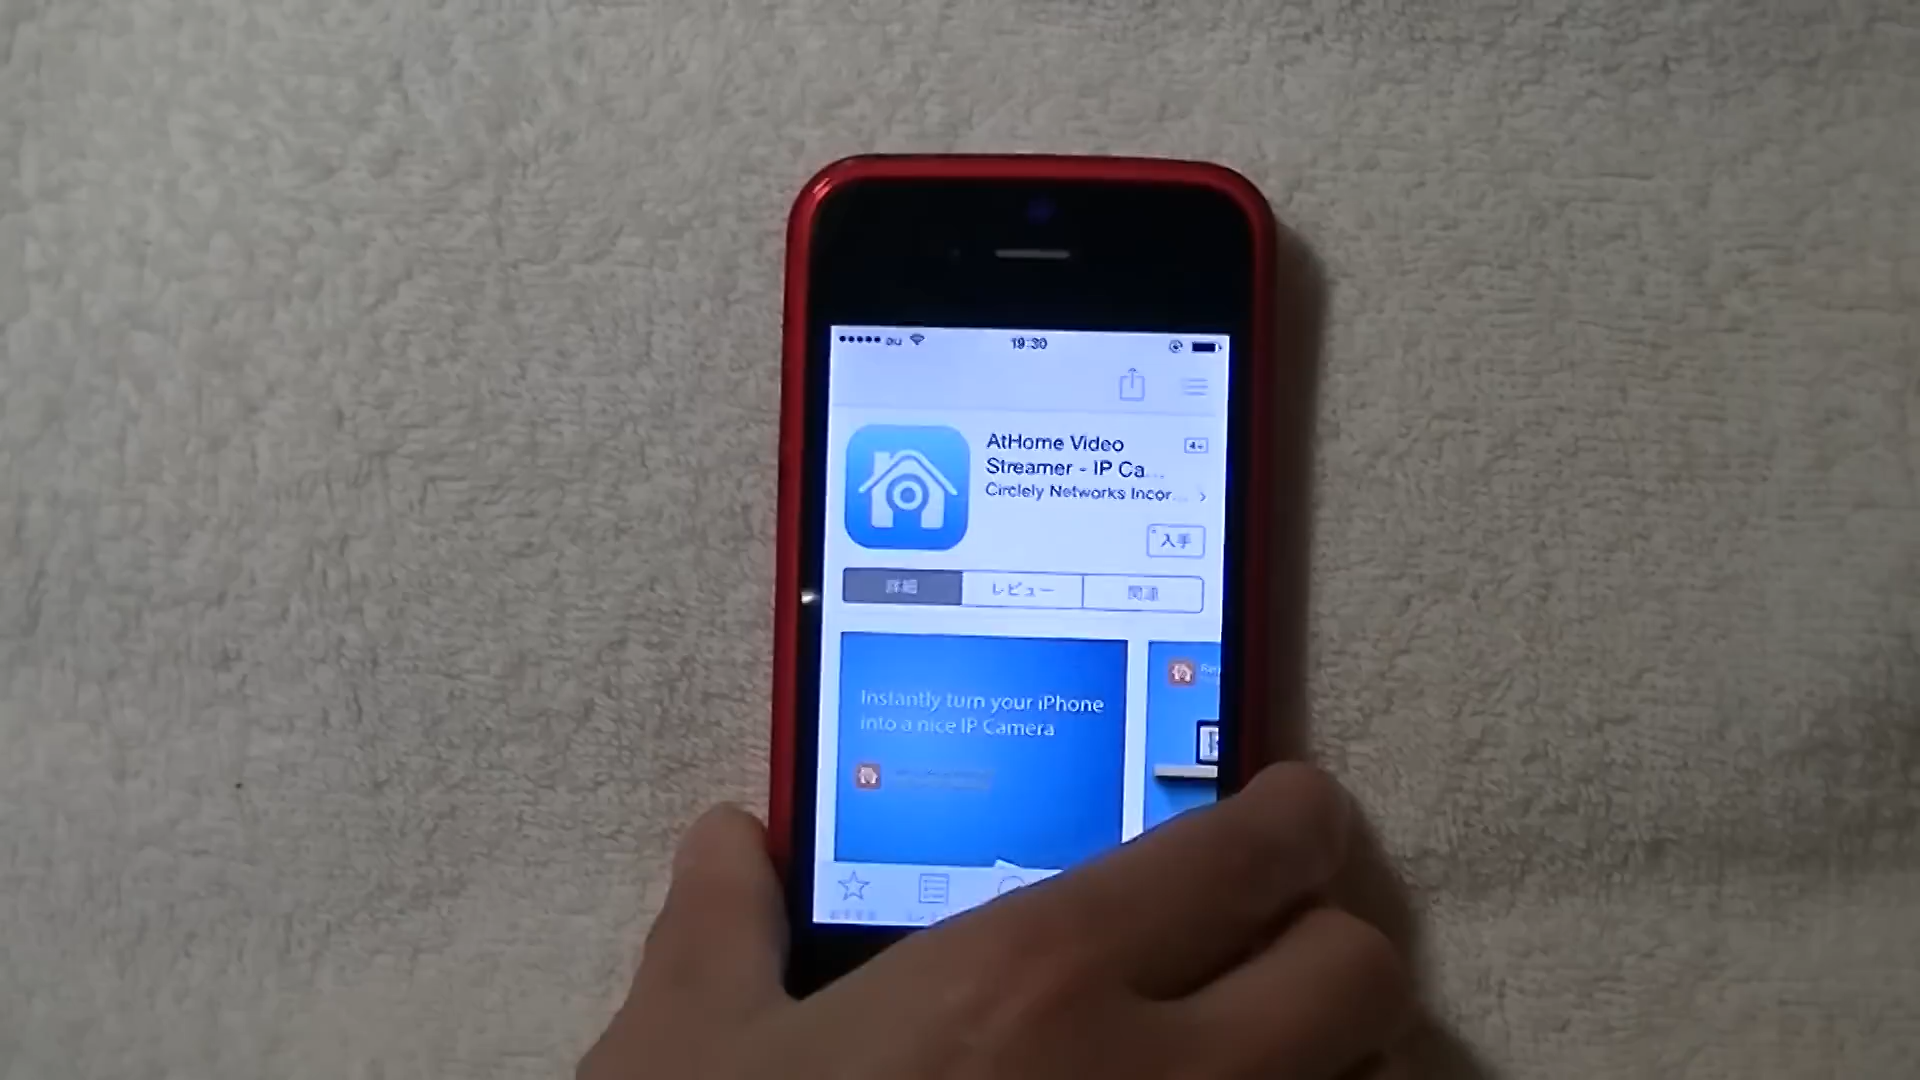 au 19:30
AtHome Video 4+
Streamer - IP Ca...
Circlely Networks Incor...
入手
詳細 レビュー 関連
Instantly turn your iPhone
into a nice IP Camera